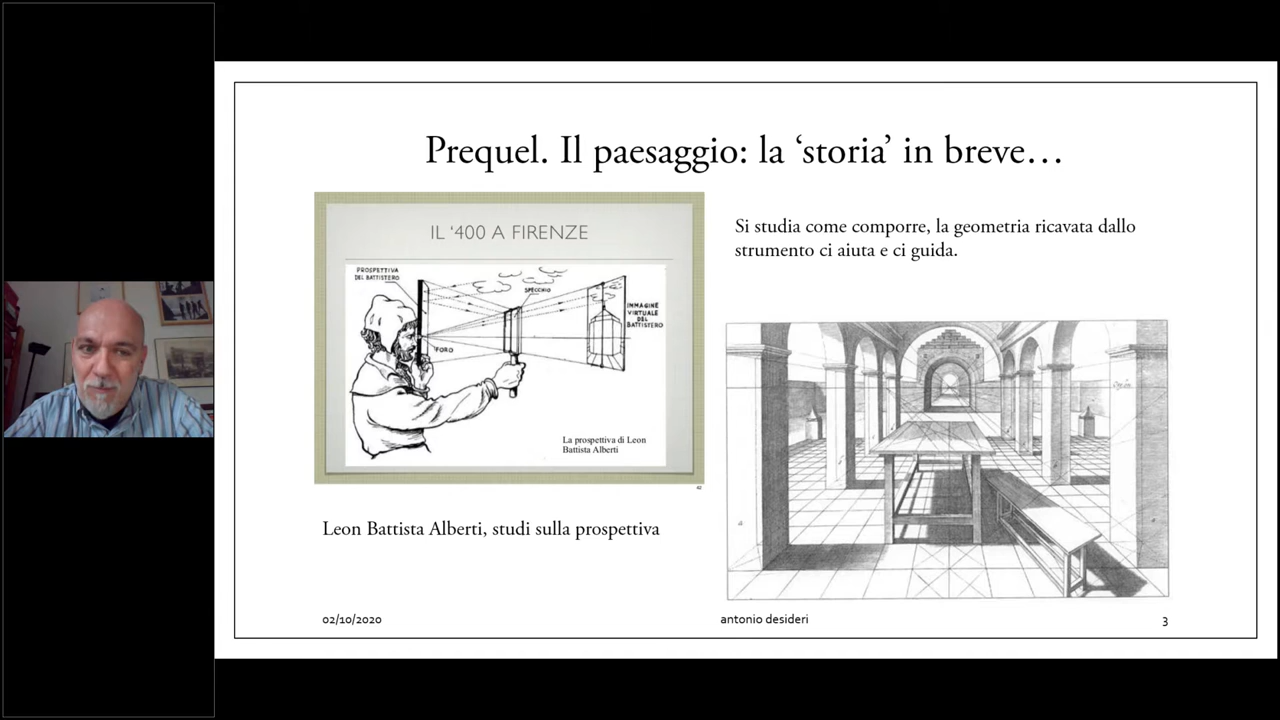 Prequel. Il paesaggio: la ‘storia’ in breve…
IL ‘400 A FIRENZE
PROSPETTIVA
DEL BATTISTERO
SPECCHIO
IMMAGINE
VIRTUALE
DEL
BATTISTERO
FORO
La prospettiva di Leon
Battista Alberti
Leon Battista Alberti, studi sulla prospettiva
Si studia come comporre, la geometria ricavata dallo
strumento ci aiuta e ci guida.
02/10/2020
antonio desideri
3